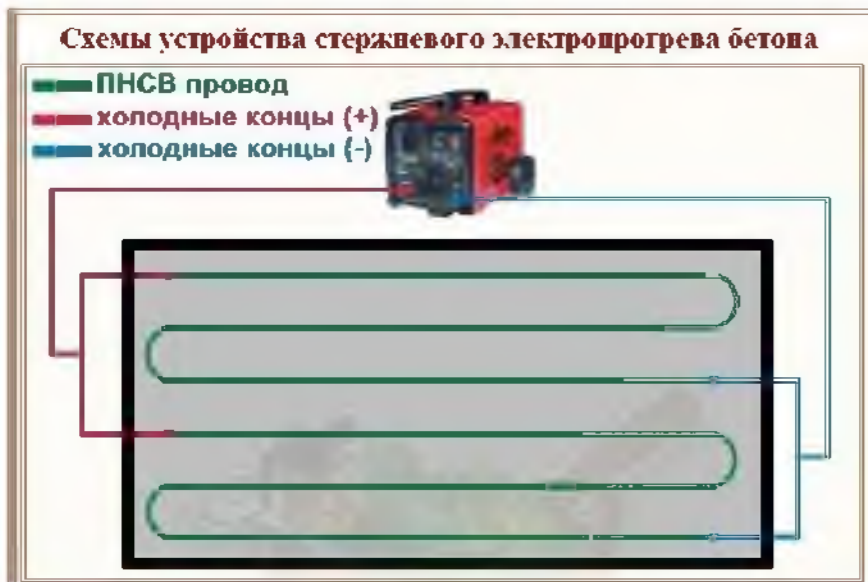 Схемы устройства стержневого электропрогрева бетона
ПНСВ провод
холодные концы (+)
холодные концы (-)